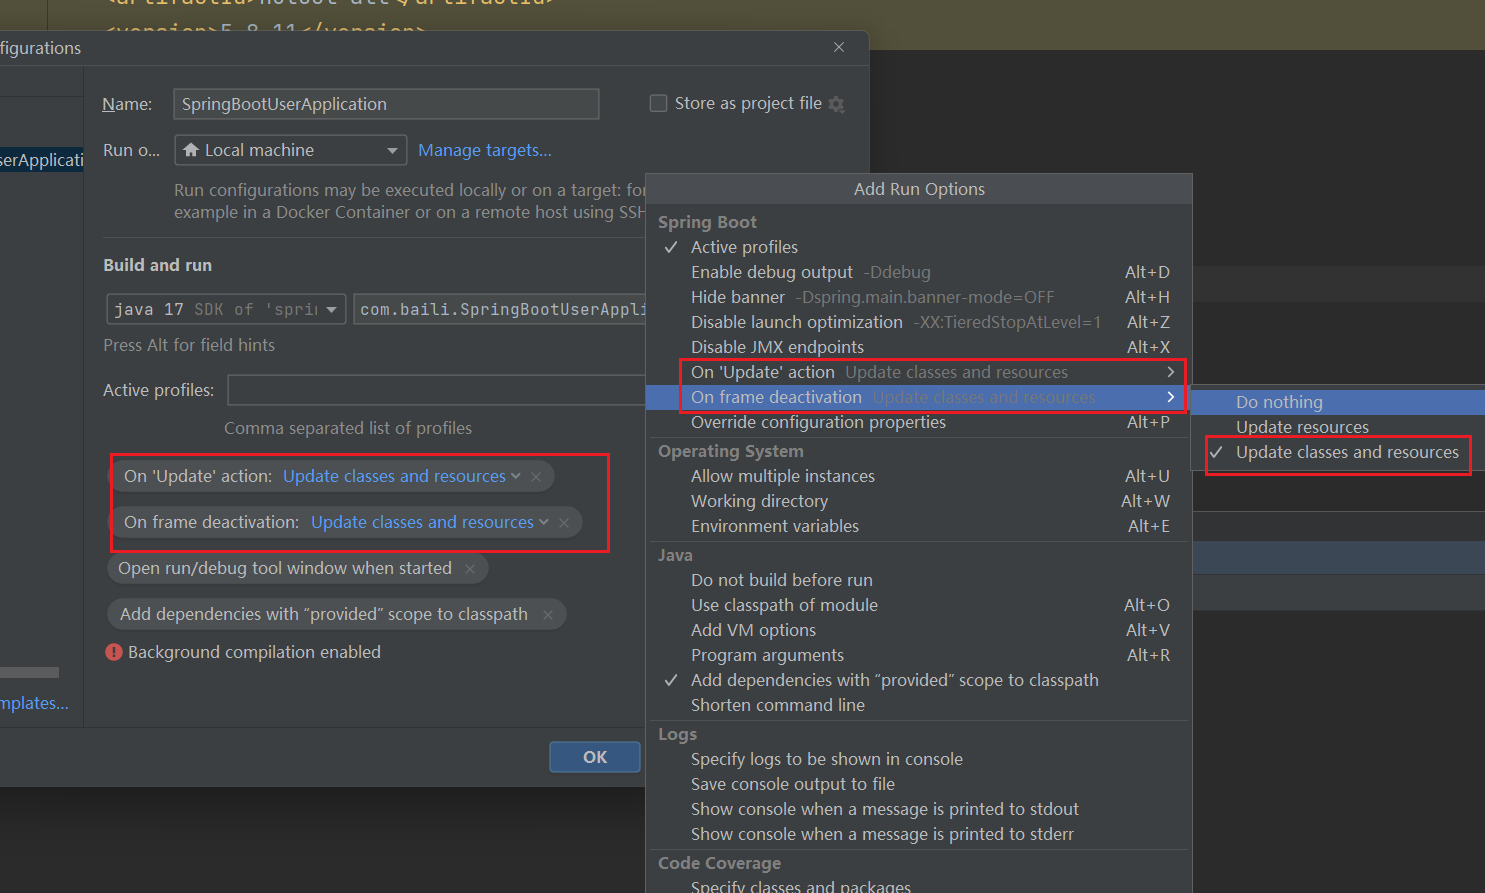 <version>5.8.11</version>
figurations
Name: SpringBootUserApplication
Store as project file
serApplicati
Run o... Local machine Manage targets...
Run configurations may be executed locally or on a target: for
example in a Docker Container or on a remote host using SSH
Build and run
java 17 SDK of 'sprin com.baili.SpringBootUserAppli
Press Alt for field hints
Active profiles:
Comma separated list of profiles
On 'Update' action: Update classes and resources
On frame deactivation: Update classes and resources
Open run/debug tool window when started
Add dependencies with “provided” scope to classpath
Background compilation enabled
mplates...
OK
Add Run Options
Spring Boot
Active profiles
Enable debug output -Ddebug Alt+D
Hide banner -Dspring.main.banner-mode=OFF Alt+H
Disable launch optimization -XX:TieredStopAtLevel=1 Alt+Z
Disable JMX endpoints Alt+X
On 'Update' action Update classes and resources
On frame deactivation Update classes and resources
Override configuration properties Alt+P
Operating System
Allow multiple instances Alt+U
Working directory Alt+W
Environment variables Alt+E
Java
Do not build before run
Use classpath of module Alt+O
Add VM options Alt+V
Program arguments Alt+R
Add dependencies with “provided” scope to classpath
Shorten command line
Logs
Specify logs to be shown in console
Save console output to file
Show console when a message is printed to stdout
Show console when a message is printed to stderr
Code Coverage
Specify classes and packages
Do nothing
Update resources
Update classes and resources